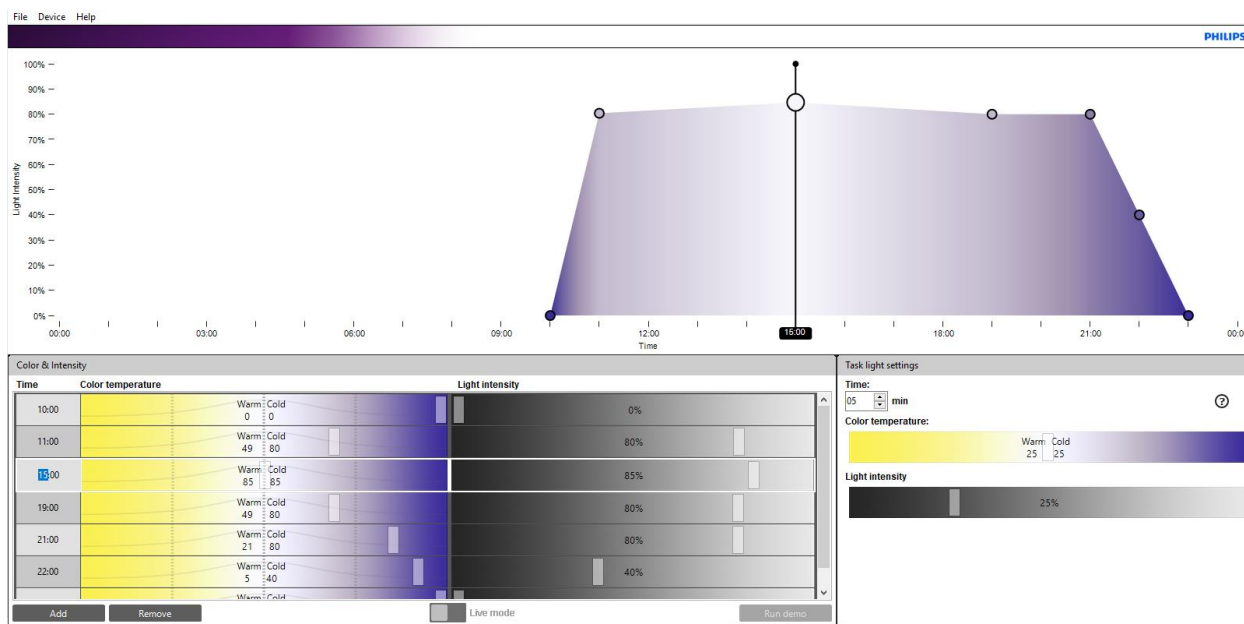 File Device Help
PHILIPS
100%
90%
80%
70%
60%
50%
40%
30%
20%
10%
0%
Light Intensity
00:00 03:00 06:00 09:00 12:00 15:00 18:00 21:00 00:0
Time
Color & Intensity
Time Color temperature Light intensity
10:00 Warm Cold 0%
0 0
11:00 Warm Cold 80%
49 80
15:00 Warm Cold 85%
85 85
19:00 Warm Cold 80%
49 80
21:00 Warm Cold 80%
21 80
22:00 Warm Cold 40%
5 40
Warm Cold
Add Remove Live mode Run demo
Task light settings
Time:
05 min ?
Color temperature:
Warm Cold
25 25
Light intensity
25%